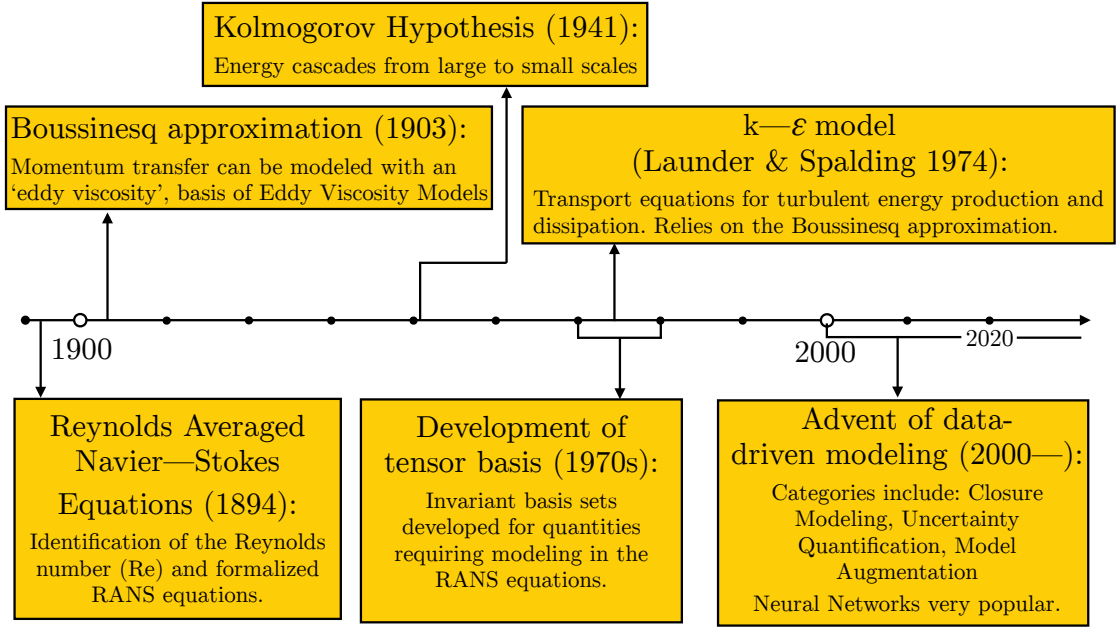 Kolmogorov Hypothesis (1941):
Energy cascades from large to small scales
Boussinesq approximation (1903):
Momentum transfer can be modeled with an
‘eddy viscosity’, basis of Eddy Viscosity Models
k—ε model
(Launder & Spalding 1974):
Transport equations for turbulent energy production and
dissipation. Relies on the Boussinesq approximation.
1900
2000
2020
Reynolds Averaged
Navier—Stokes
Equations (1894):
Identification of the Reynolds
number (Re) and formalized
RANS equations.
Development of
tensor basis (1970s):
Invariant basis sets
developed for quantities
requiring modeling in the
RANS equations.
Advent of data-
driven modeling (2000—):
Categories include: Closure
Modeling, Uncertainty
Quantification, Model
Augmentation
Neural Networks very popular.